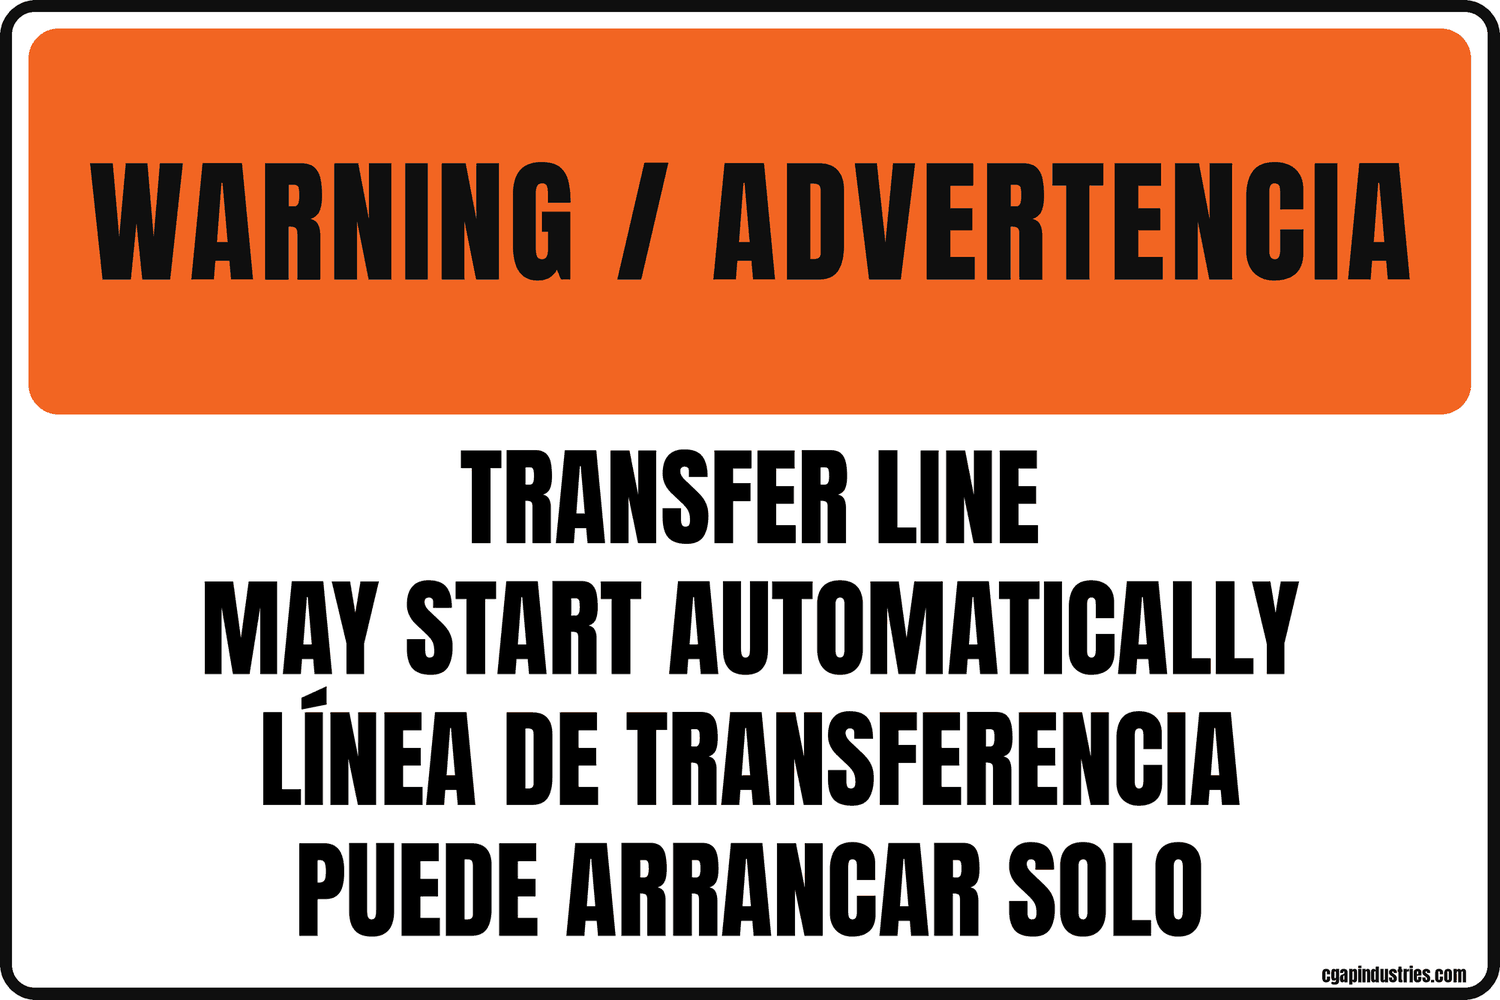 WARNING / ADVERTENCIA
TRANSFER LINE
MAY START AUTOMATICALLY
LÍNEA DE TRANSFERENCIA
PUEDE ARRANCAR SOLO
cgapindustries.com